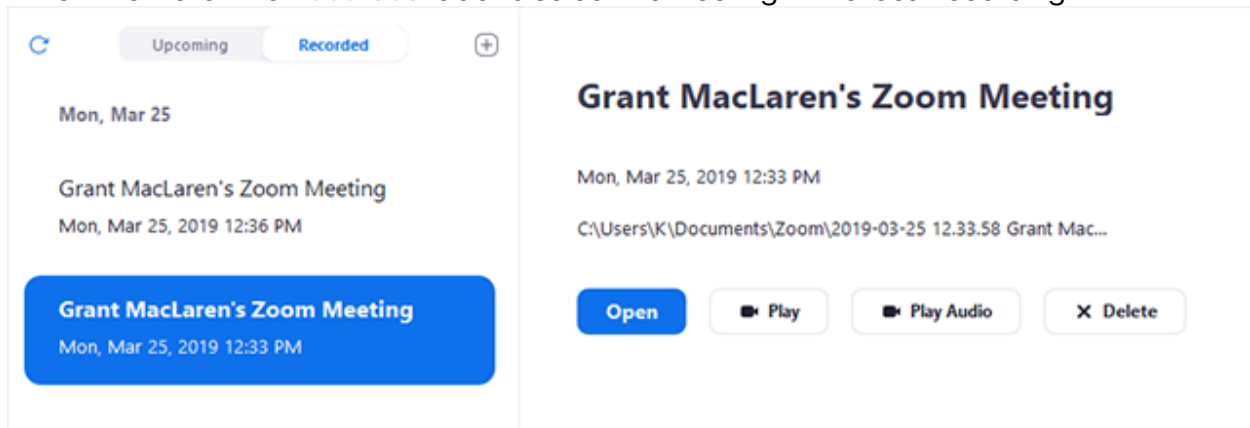 Upcoming
Recorded
Mon, Mar 25
Grant MacLaren's Zoom Meeting
Mon, Mar 25, 2019 12:36 PM
Grant MacLaren's Zoom Meeting
Mon, Mar 25, 2019 12:33 PM
Grant MacLaren's Zoom Meeting
Mon, Mar 25, 2019 12:33 PM
C:\Users\K\Documents\Zoom\2019-03-25 12.33.58 Grant Mac...
Open
Play
Play Audio
Delete